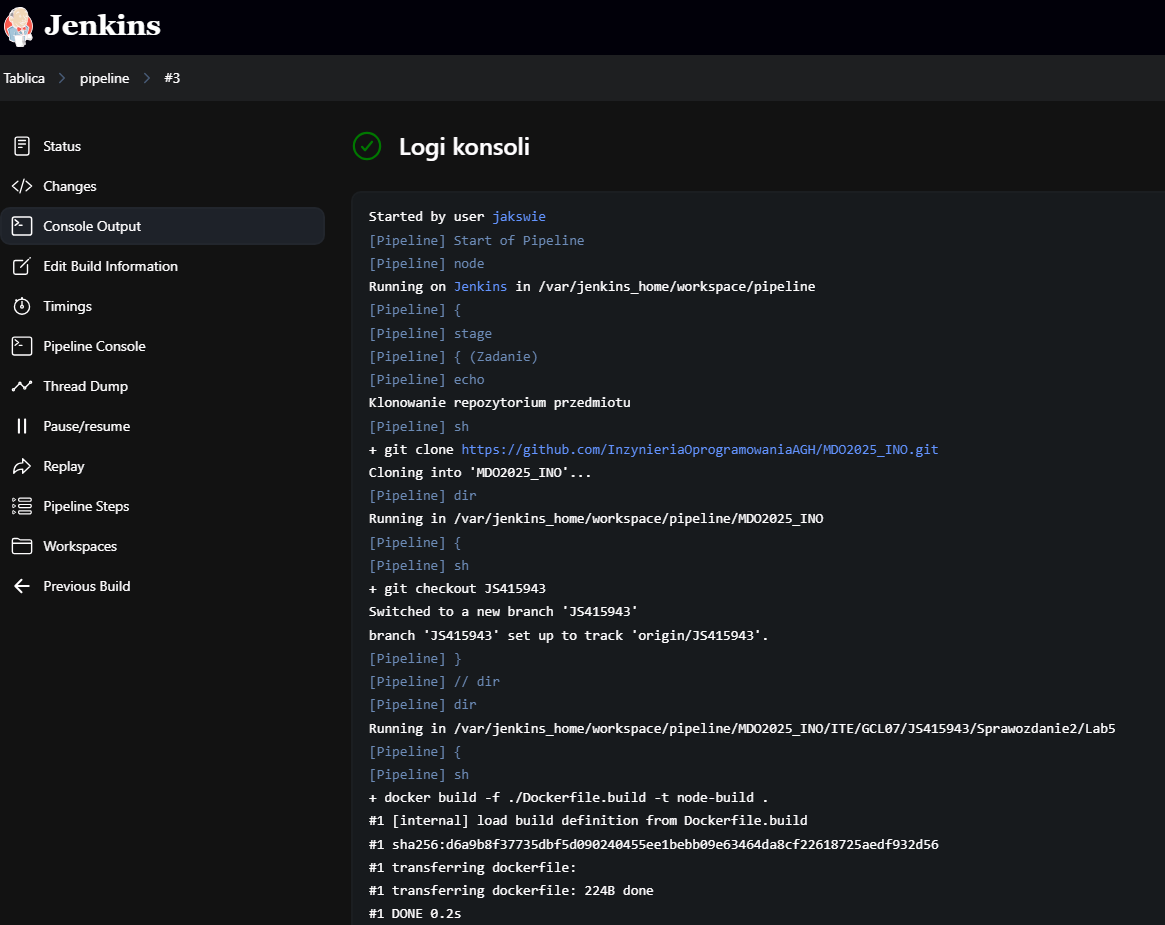 Jenkins
Tablica > pipeline > #3
Status
Changes
Console Output
Edit Build Information
Timings
Pipeline Console
Thread Dump
Pause/resume
Replay
Pipeline Steps
Workspaces
Previous Build
Logi konsoli
Started by user jakswie
[Pipeline] Start of Pipeline
[Pipeline] node
Running on Jenkins in /var/jenkins_home/workspace/pipeline
[Pipeline] {
[Pipeline] stage
[Pipeline] { (Zadanie)
[Pipeline] echo
Klonowanie repozytorium przedmiotu
[Pipeline] sh
+ git clone https://github.com/InzynieriaOprogramowaniaAGH/MDO2025_INO.git
Cloning into 'MDO2025_INO'...
[Pipeline] dir
Running in /var/jenkins_home/workspace/pipeline/MDO2025_INO
[Pipeline] {
[Pipeline] sh
+ git checkout JS415943
Switched to a new branch 'JS415943'
branch 'JS415943' set up to track 'origin/JS415943'.
[Pipeline] }
[Pipeline] // dir
[Pipeline] dir
Running in /var/jenkins_home/workspace/pipeline/MDO2025_INO/ITE/GCL07/JS415943/Sprawozdanie2/Lab5
[Pipeline] {
[Pipeline] sh
+ docker build -f ./Dockerfile.build -t node-build .
#1 [internal] load build definition from Dockerfile.build
#1 sha256:d6a9b8f37735dbf5d090240455ee1bebb09e63464da8cf22618725aedf932d56
#1 transferring dockerfile:
#1 transferring dockerfile: 224B done
#1 DONE 0.2s